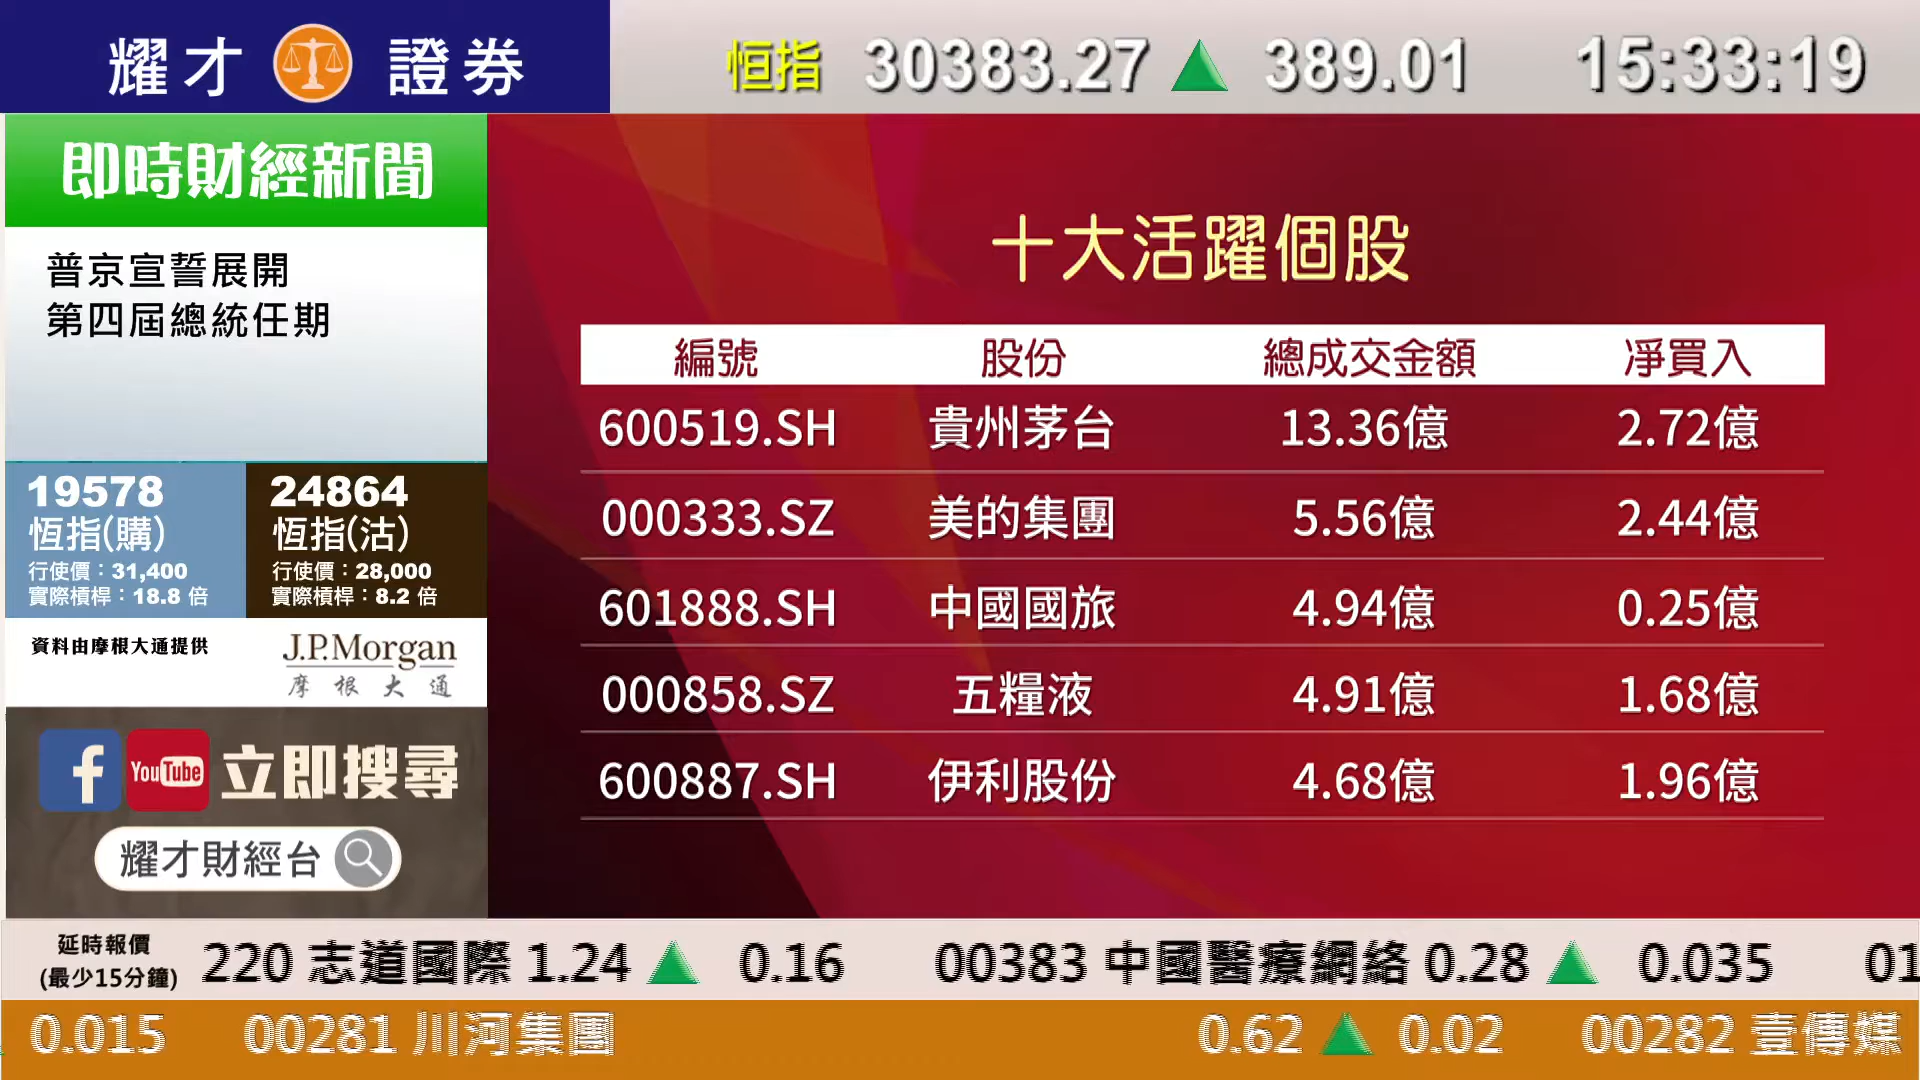 耀才 證券
恒指 30383.27 389.01 15:33:19
即時財經新聞
普京宣誓展開
第四屆總統任期
19578
恆指(購)
行使價：31,400
實際槓桿：18.8 倍
24864
恆指(沽)
行使價：28,000
實際槓桿：8.2 倍
資料由摩根大通提供
J.P.Morgan
摩根大通
f YouTube 立即搜尋
耀才財經台
十大活躍個股
編號 股份 總成交金額 凈買入
600519.SH 貴州茅台 13.36億 2.72億
000333.SZ 美的集團 5.56億 2.44億
601888.SH 中國國旅 4.94億 0.25億
000858.SZ 五糧液 4.91億 1.68億
600887.SH 伊利股份 4.68億 1.96億
延時報價
(最少15分鐘)
220 志道國際 1.24 0.16 00383 中國醫療網絡 0.28 0.035 01
0.015 00281 川河集團 0.62 0.02 00282 壹傳媒